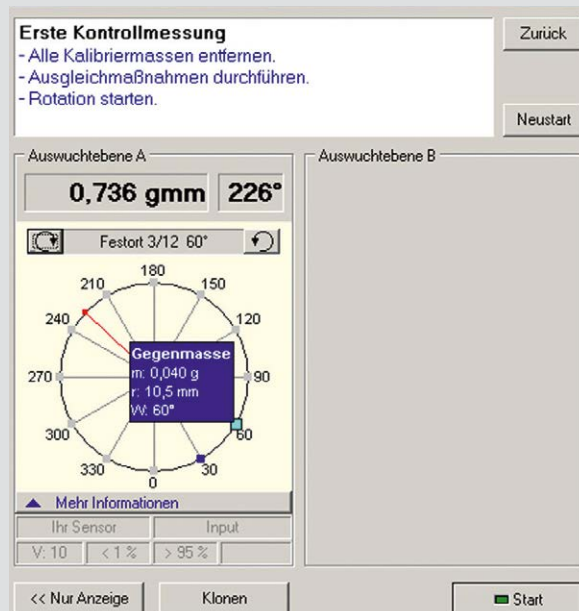 Erste Kontrollmessung
- Alle Kalibriermassen entfernen.
- Ausgleichmaßnahmen durchführen.
- Rotation starten.
Zurück
Neustart
Auswuchtebene A
Auswuchtebene B
0,736 gmm
226°
Festort 3/12 60°
180
210
150
240
120
270
90
300
60
330
30
0
Gegenmasse
m: 0,040 g
r: 10,5 mm
W: 60°
Mehr Informationen
Ihr Sensor
Input
V: 10
< 1 %
> 95 %
<< Nur Anzeige
Klonen
Start